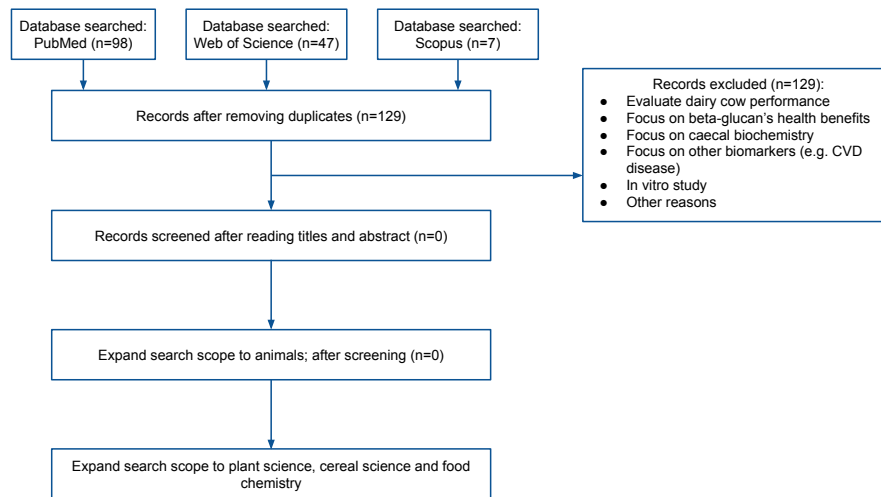 Database searched:
PubMed (n=98)
Database searched:
Web of Science (n=47)
Database searched:
Scopus (n=7)
Records after removing duplicates (n=129)
Records excluded (n=129):
● Evaluate dairy cow performance
● Focus on beta-glucan’s health benefits
● Focus on caecal biochemistry
● Focus on other biomarkers (e.g. CVD
disease)
● In vitro study
● Other reasons
Records screened after reading titles and abstract (n=0)
Expand search scope to animals; after screening (n=0)
Expand search scope to plant science, cereal science and food
chemistry